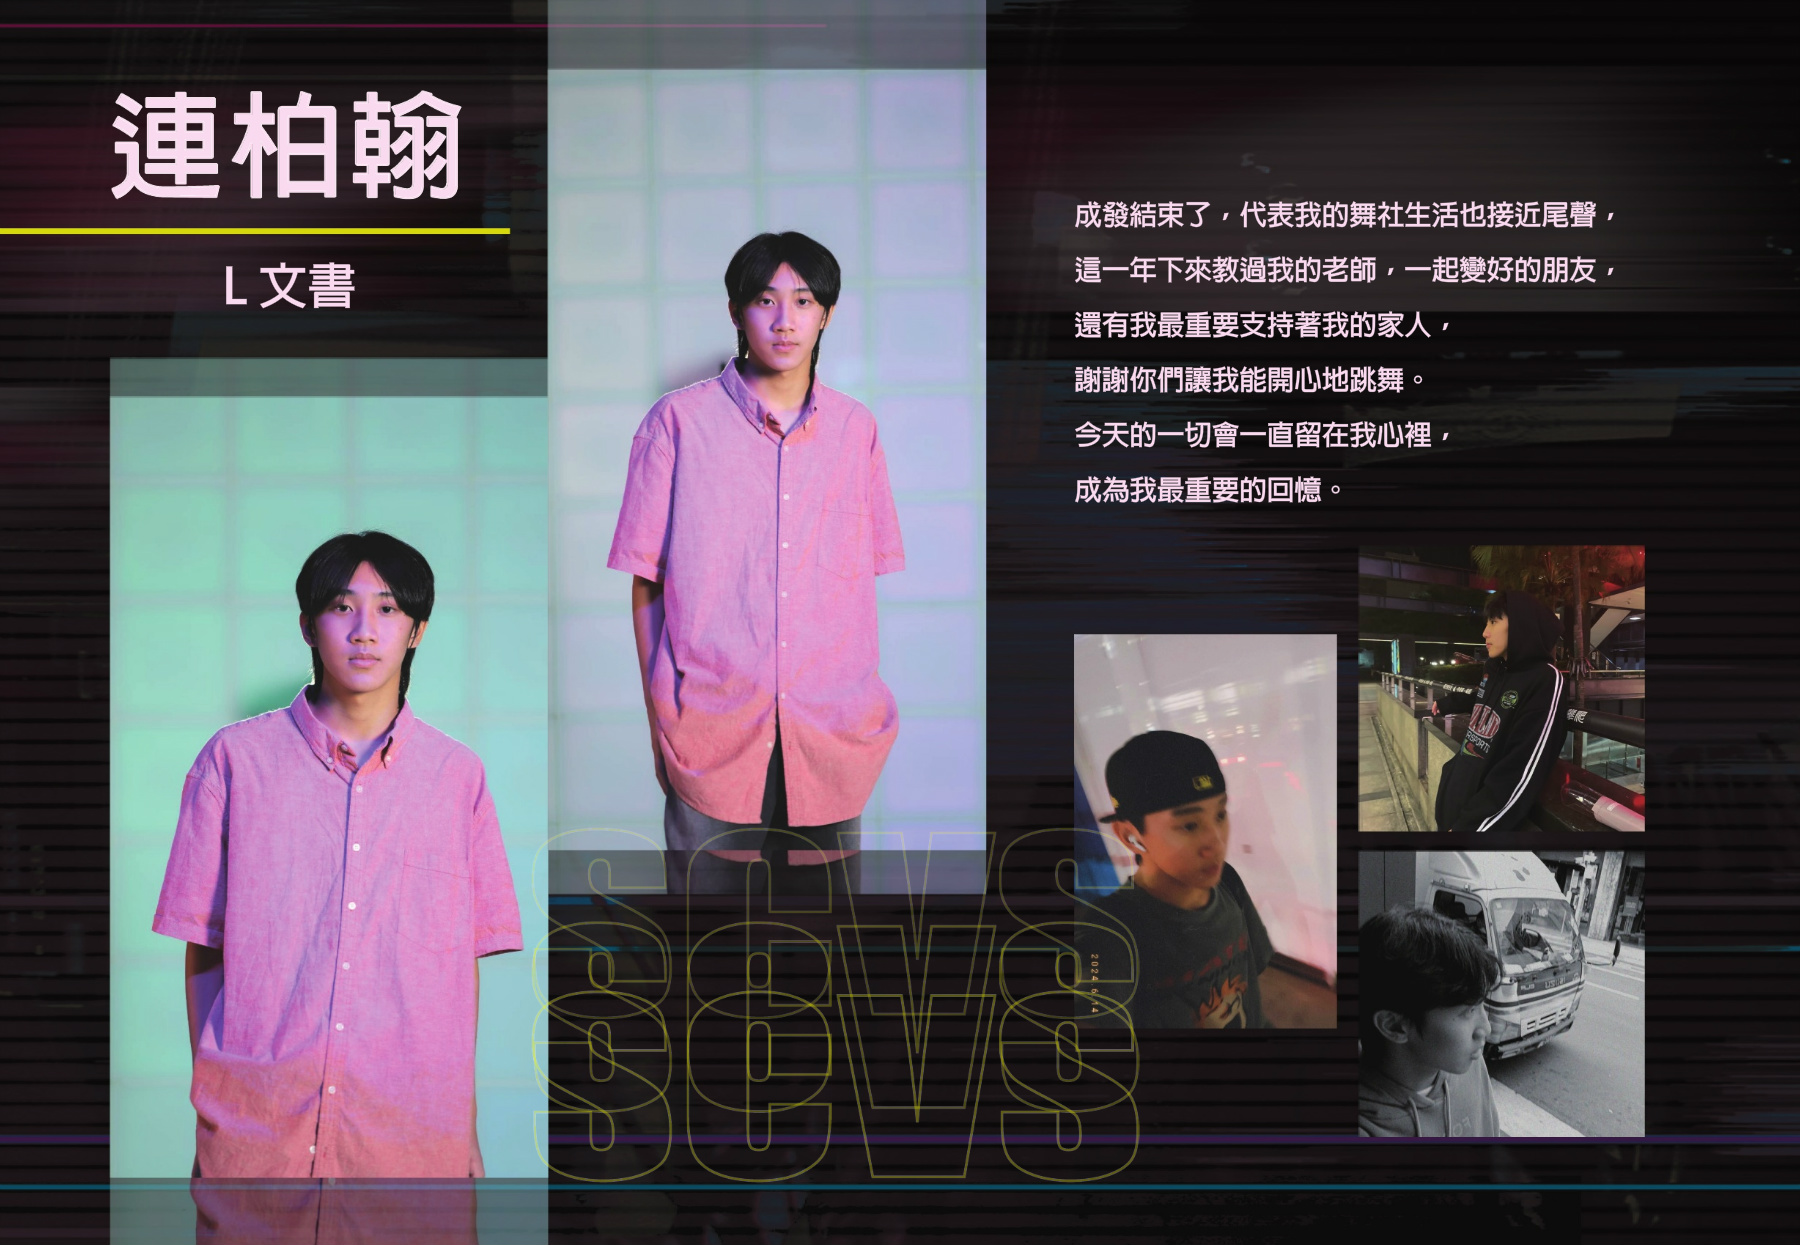 連柏翰
L 文書
成發結束了，代表我的舞社生活也接近尾聲，
這一年下來教過我的老師，一起變好的朋友，
還有我最重要支持著我的家人，
謝謝你們讓我能開心地跳舞。
今天的一切會一直留在我心裡，
成為我最重要的回憶。
SCVS
SCVS
SCVS
2024 6/14